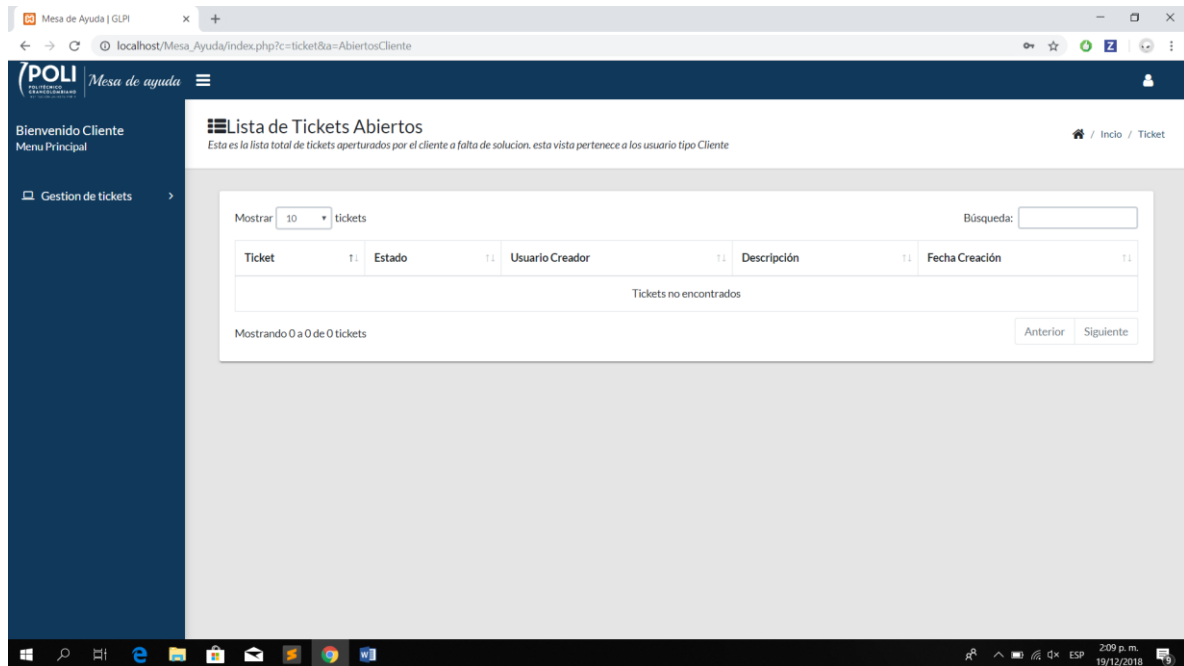 Mesa de Ayuda | GLPI
localhost/Mesa_Ayuda/index.php?c=ticket&a=AbiertosCliente
POLI Mesa de ayuda
POLITÉCNICO
GRANCOLOMBIANO
Bienvenido Cliente
Menu Principal
Gestion de tickets
Lista de Tickets Abiertos
Esta es la lista total de tickets aperturados por el cliente a falta de solucion. esta vista pertenece a los usuario tipo Cliente
/ Incio / Ticket
Mostrar 10 tickets
Búsqueda:
Ticket Estado Usuario Creador Descripción Fecha Creación
Tickets no encontrados
Mostrando 0 a 0 de 0 tickets
Anterior Siguiente
ESP
2:09 p. m.
19/12/2018